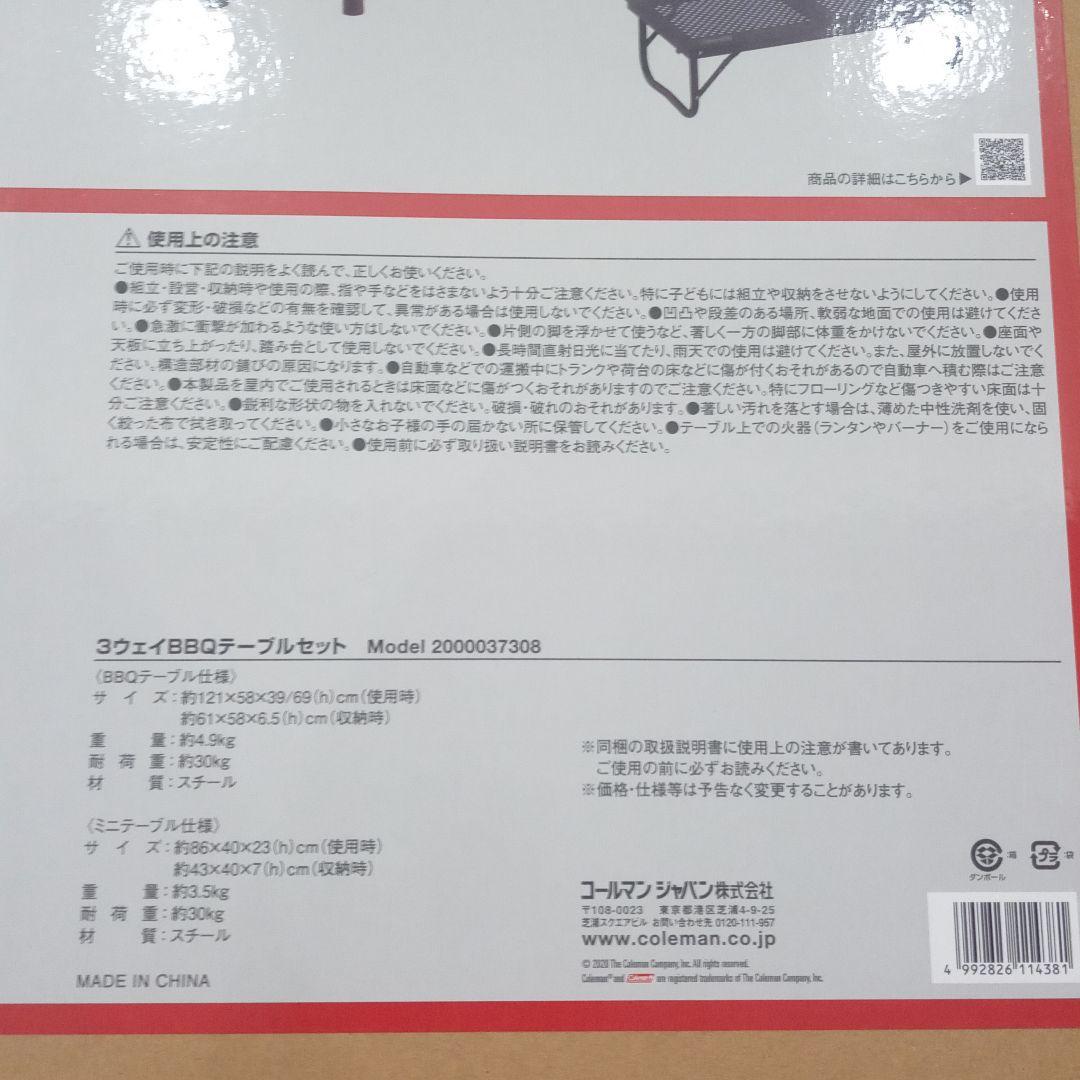 商品の詳細はこちらから▶
⚠ 使用上の注意
ご使用時に下記の説明をよく読んで、正しくお使いください。
●組立・設営・収納時や使用の際、指や手などをはさまないよう十分ご注意ください。特に子どもには組立や収納をさせないようにしてください。●使用
時に必ず変形・破損などの有無を確認して、異常がある場合は使用しないでください。●凹凸や段差のある場所、軟弱な地面での使用は避けてくださ
い。●急激に衝撃が加わるような使い方はしないでください。●片側の脚を浮かせて使うなど、著しく一方の脚部に体重をかけないでください。●座面や
天板に立ち上がったり、踏み台として使用しないでください。●長時間直射日光に当てたり、雨天での使用は避けてください。また、屋外に放置しないでく
ださい。構造部材の錆びの原因になります。●自動車などでの運搬中にトランクや荷台の床などに傷が付くおそれがあるので自動車へ積む際はご注意
ください。●本製品を屋内でご使用されるときは床面などに傷がつくおそれがありますのでご注意ください。特にフローリングなど傷つきやすい床面は十
分ご注意ください。●鋭利な形状の物を入れないでください。破損・破れのおそれがあります。●著しい汚れを落とす場合は、薄めた中性洗剤を使い、固
く絞った布で拭き取ってください。●小さなお子様の手の届かない所に保管してください。●テーブル上での火器（ランタンやバーナー）をご使用になら
れる場合は、安定性にご配慮ください。●使用前に必ず取り扱い説明書をお読みください。
3ウェイBBQテーブルセット Model 2000037308
〈BBQテーブル仕様〉
サイズ：約121×58×39/69(h)cm（使用時）
約61×58×6.5(h)cm（収納時）
重量：約4.9kg
耐荷重：約30kg
材質：スチール
〈ミニテーブル仕様〉
サイズ：約86×40×23(h)cm（使用時）
約43×40×7(h)cm（収納時）
重量：約3.5kg
耐荷重：約30kg
材質：スチール
MADE IN CHINA
※同梱の取扱説明書に使用上の注意が書いてあります。
ご使用の前に必ずお読みください。
※価格・仕様等は予告なく変更することがあります。
：箱
プラ：袋
ダンボール
コールマン ジャパン株式会社
〒108-0023 東京都港区芝浦4-9-25
芝浦スクエアビル お問い合わせ先 0120-111-957
www.coleman.co.jp
© 2020 The Coleman Company, Inc. All rights reserved.
Coleman® and Coleman are registered trademarks of The Coleman Company, Inc.
4 992826 114381